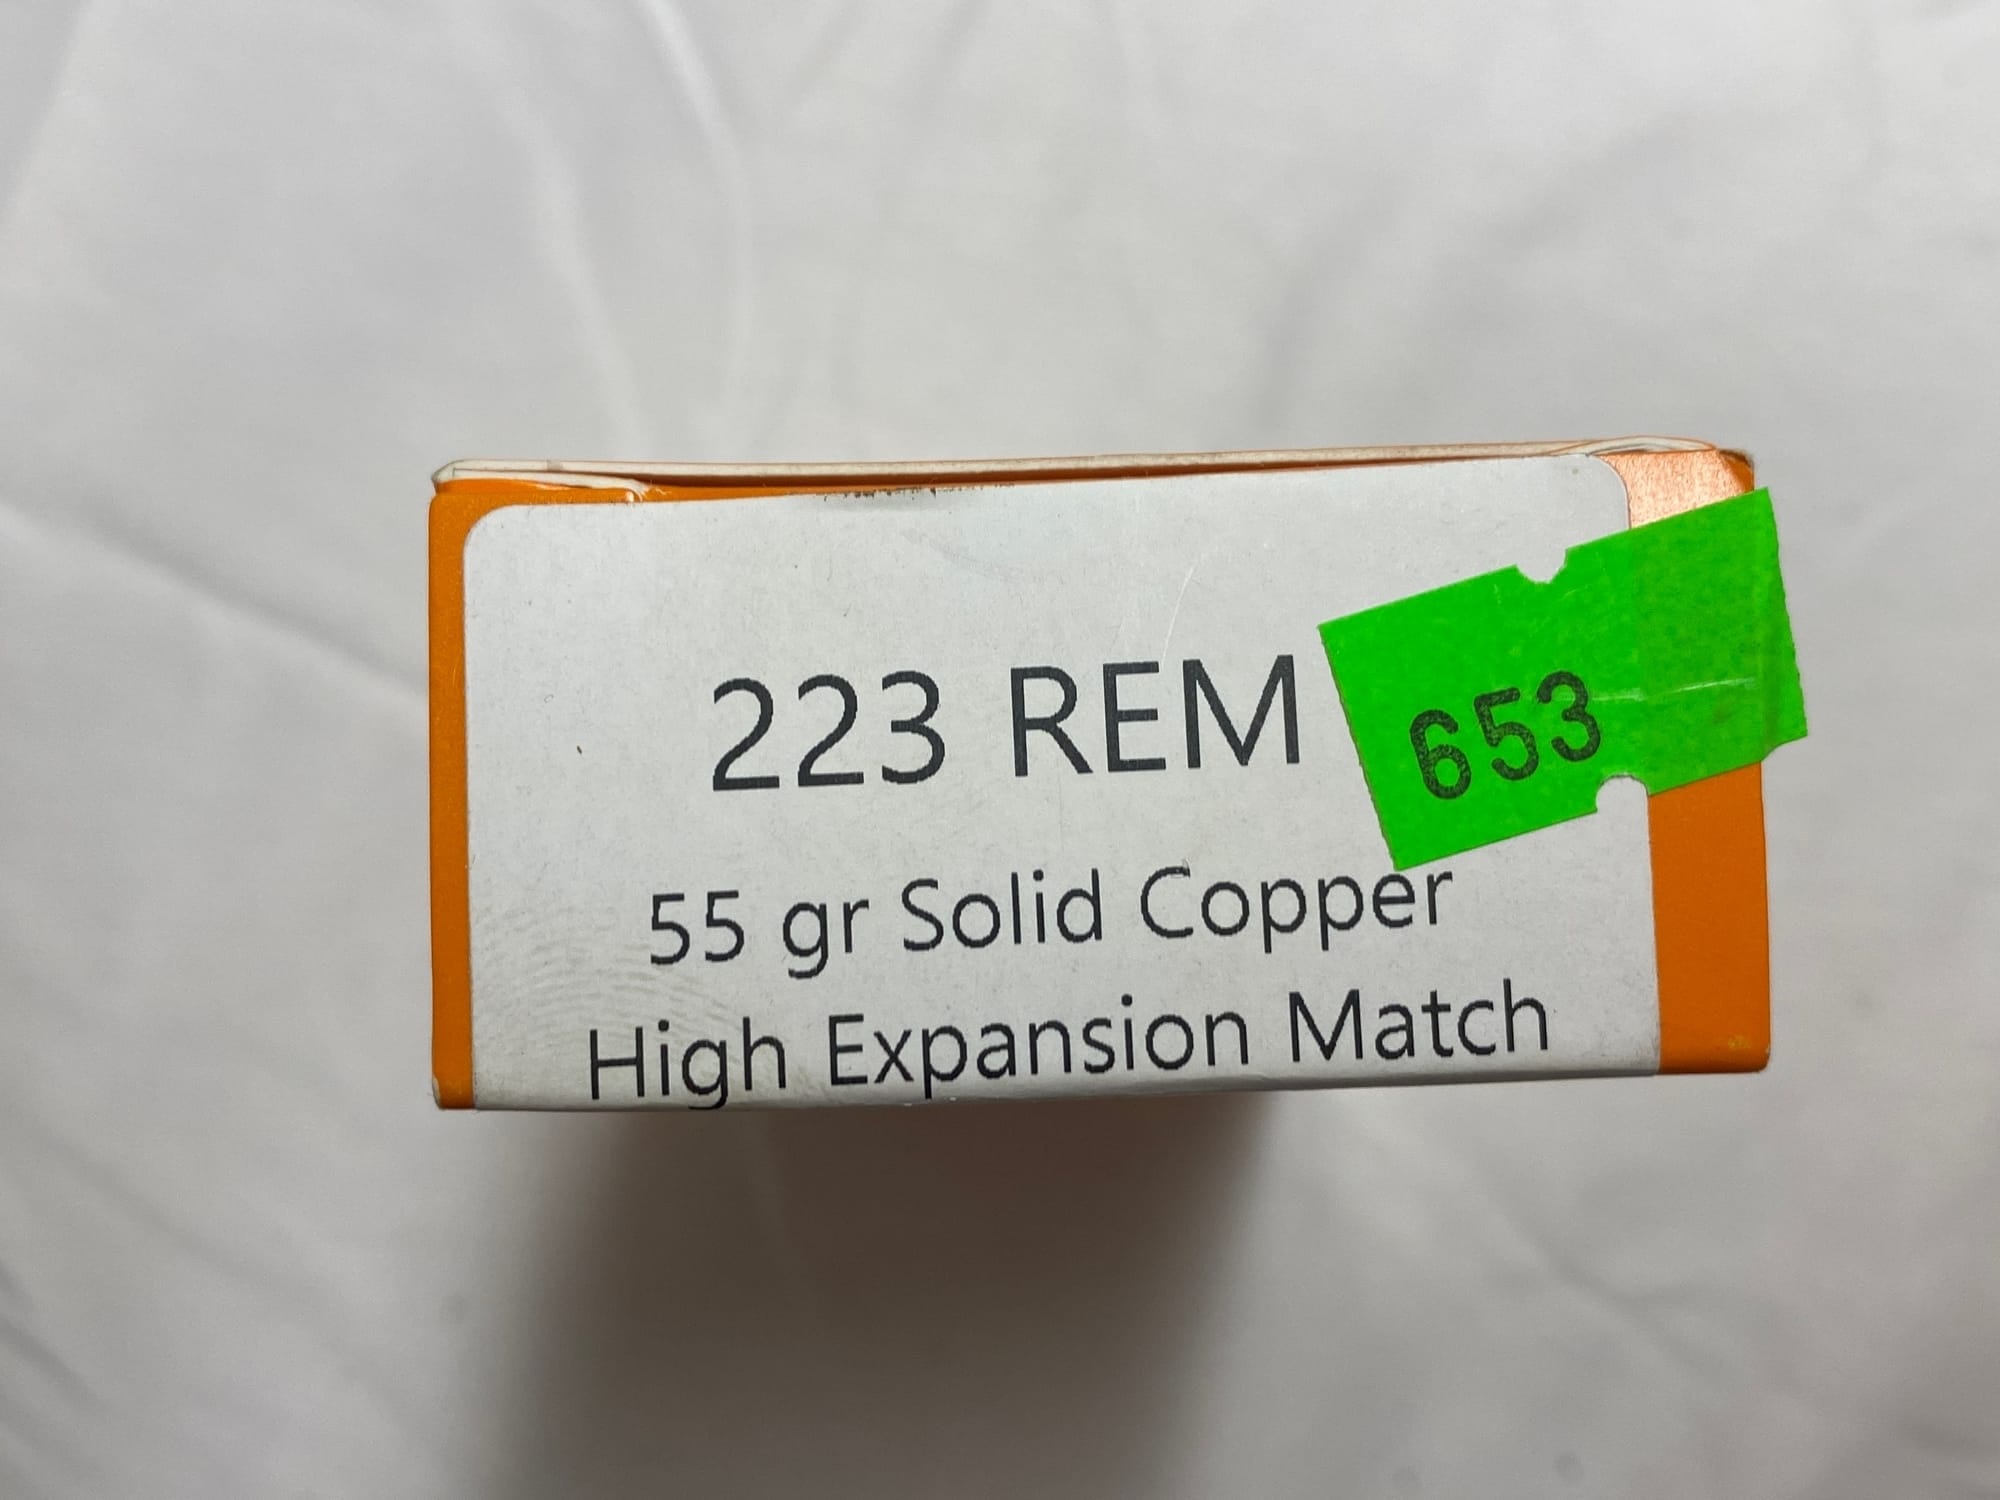 223 REM
653
55 gr Solid Copper
High Expansion Match